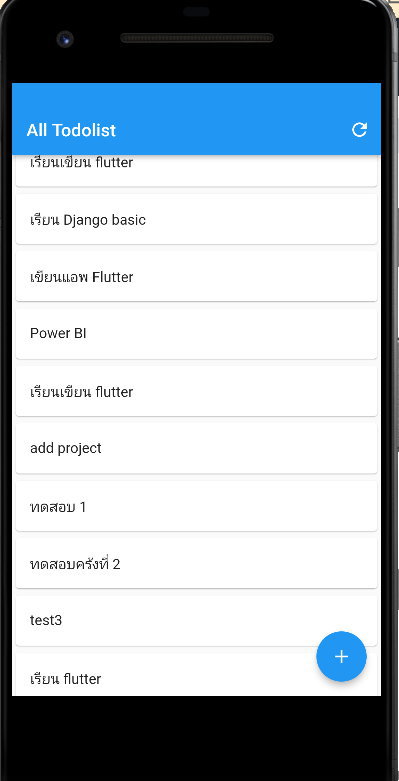 All Todolist
เรียนเขียน flutter
เรียน Django basic
เขียนแอพ Flutter
Power BI
เรียนเขียน flutter
add project
ทดสอบ 1
ทดสอบครังที่ 2
test3
เรียน flutter